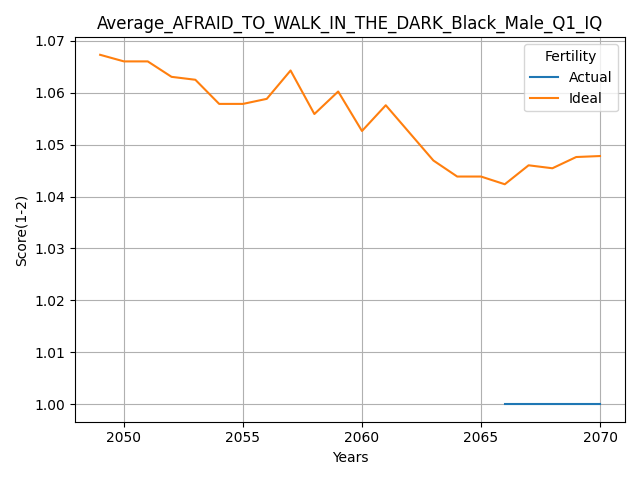 Average_AFRAID_TO_WALK_IN_THE_DARK_Black_Male_Q1_IQ
1.07
1.06
1.05
1.04
1.03
1.02
1.01
1.00
Score(1-2)
Fertility
Actual
Ideal
2050 2055 2060 2065 2070
Years